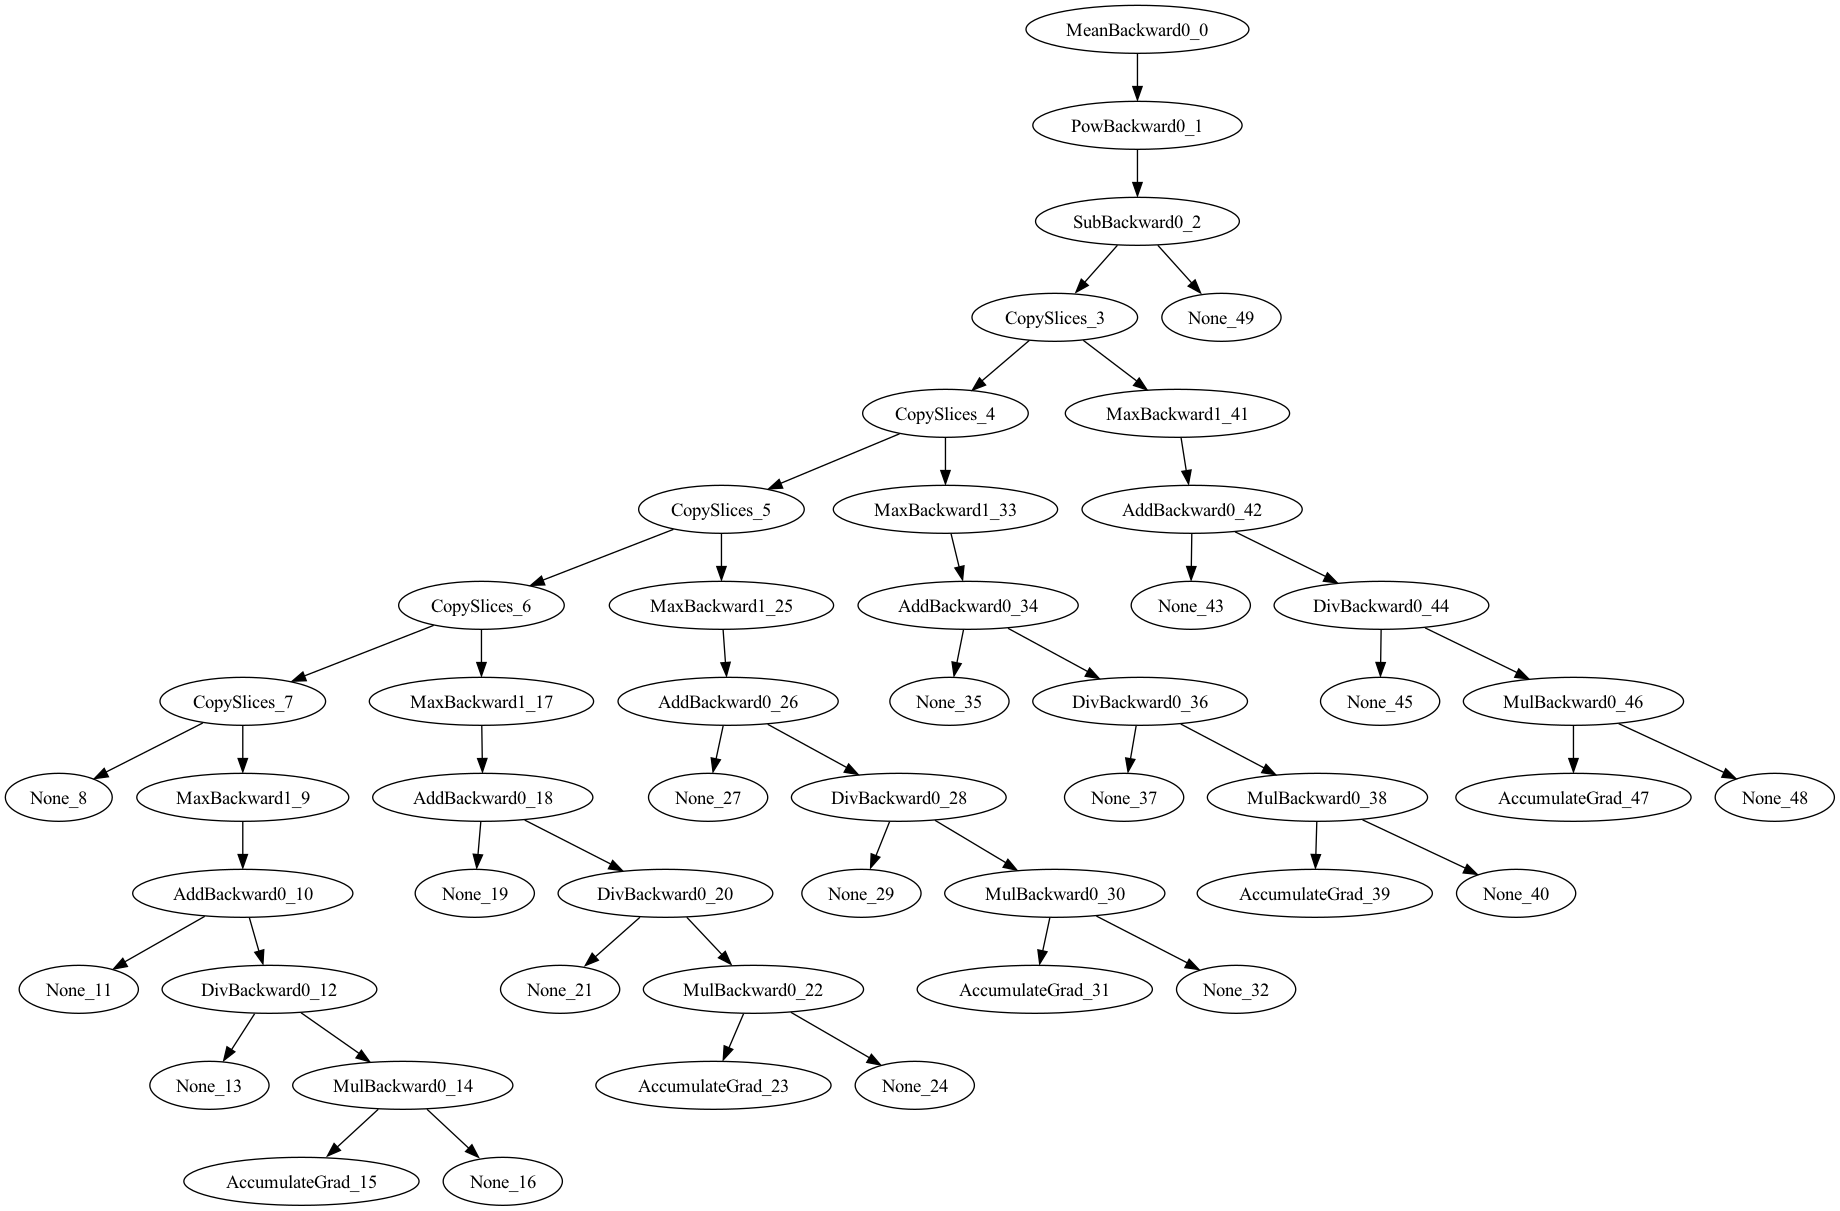 MeanBackward0_0
PowBackward0_1
SubBackward0_2
CopySlices_3
None_49
CopySlices_4
MaxBackward1_41
CopySlices_5
MaxBackward1_33
AddBackward0_42
CopySlices_6
MaxBackward1_25
AddBackward0_34
None_43
DivBackward0_44
CopySlices_7
MaxBackward1_17
AddBackward0_26
None_35
DivBackward0_36
None_45
MulBackward0_46
None_8
MaxBackward1_9
AddBackward0_18
None_27
DivBackward0_28
None_37
MulBackward0_38
AccumulateGrad_47
None_48
AddBackward0_10
None_19
DivBackward0_20
None_29
MulBackward0_30
AccumulateGrad_39
None_40
None_11
DivBackward0_12
None_21
MulBackward0_22
AccumulateGrad_31
None_32
None_13
MulBackward0_14
AccumulateGrad_23
None_24
AccumulateGrad_15
None_16